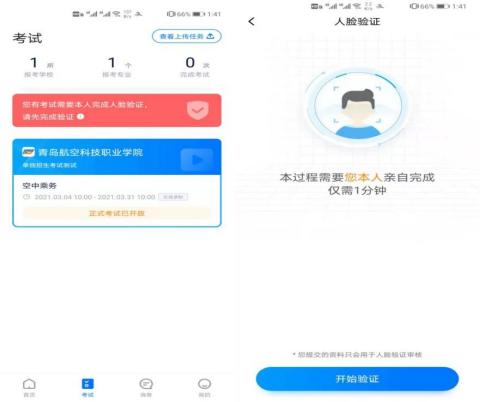 66% 1:41
考试
查看上传任务
1所
1个
0次
报考学校
报考专业
完成考试
您有考试需要本人完成人脸验证,
请先完成验证
青岛航空科技职业学院
单独招生考试测试
空中乘务
2021.03.04 10:00 - 2021.03.31 10:00
正式考试已开放
首页
考试
消息
我的
66% 1:41
人脸验证
本过程需要您本人亲自完成
仅需1分钟
* 您提交的资料只会用于人脸验证审核
开始验证